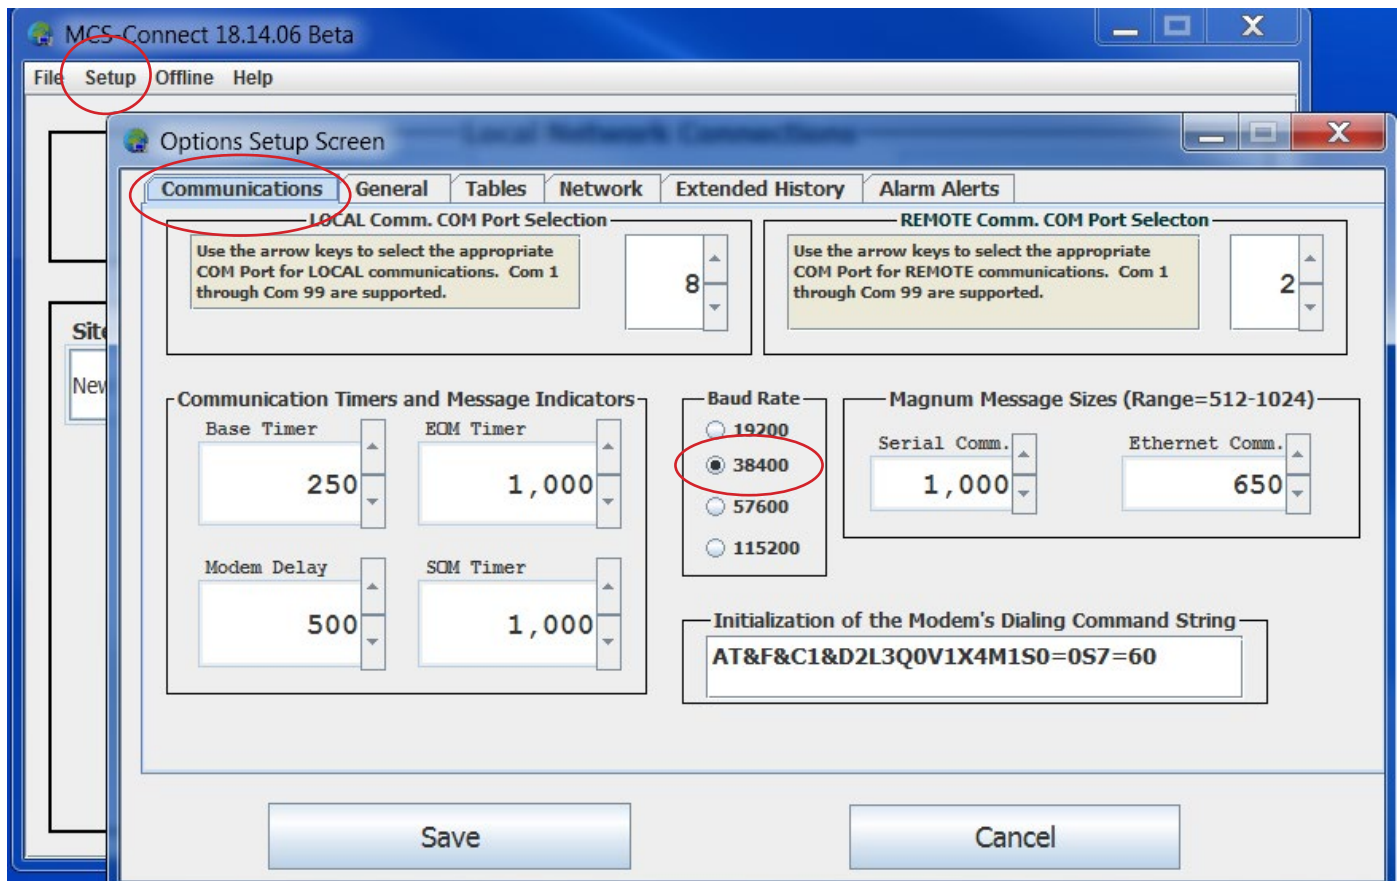 MCS-Connect 18.14.06 Beta
File Setup Offline Help
Local Network Connections
Options Setup Screen
Communications General Tables Network Extended History Alarm Alerts
LOCAL Comm. COM Port Selection
Use the arrow keys to select the appropriate
COM Port for LOCAL communications. Com 1
through Com 99 are supported.
8
REMOTE Comm. COM Port Selecton
Use the arrow keys to select the appropriate
COM Port for REMOTE communications. Com 1
through Com 99 are supported.
2
Site
New
Communication Timers and Message Indicators
Base Timer EOM Timer
250 1,000
Modem Delay SOM Timer
500 1,000
Baud Rate
19200
38400
57600
115200
Magnum Message Sizes (Range=512-1024)
Serial Comm. Ethernet Comm.
1,000 650
Initialization of the Modem's Dialing Command String
AT&F&C1&D2L3Q0V1X4M1S0=0S7=60
Save Cancel